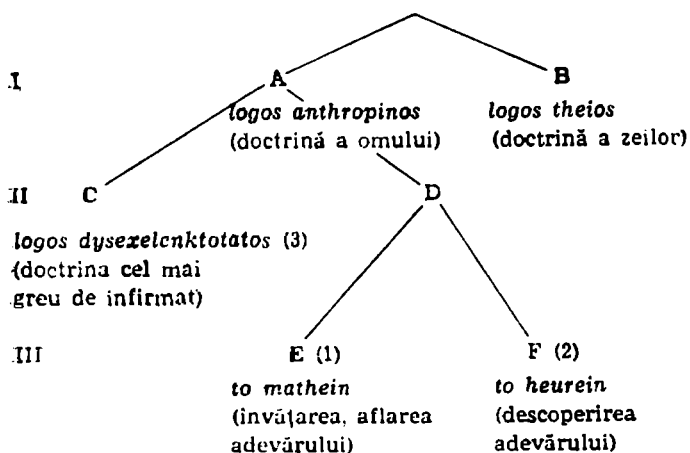 I
A
B
logos anthropinos
logos theios
(doctrină a omului)
(doctrină a zeilor)
II
C
D
logos dysexelenktotatos (3)
(doctrina cel mai
greu de infirmat)
III
E (1)
F (2)
to mathein
to heurein
(învățarea, aflarea
(descoperirea
adevărului)
adevărului)